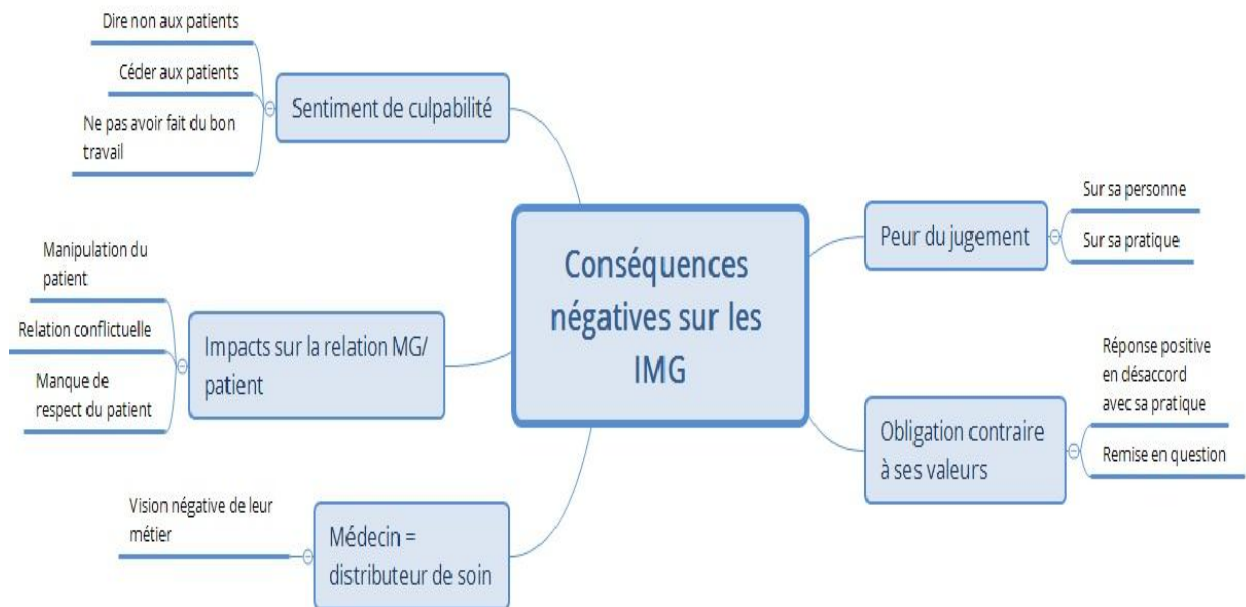 Dire non aux patients
Céder aux patients
Ne pas avoir fait du bon
travail
Sentiment de culpabilité
Manipulation du
patient
Relation conflictuelle
Manque de
respect du patient
Impacts sur la relation MG/
patient
Vision négative de leur
métier
Médecin =
distributeur de soin
Conséquences
négatives sur les
IMG
Peur du jugement
Sur sa personne
Sur sa pratique
Obligation contraire
à ses valeurs
Réponse positive
en désaccord
avec sa pratique
Remise en question